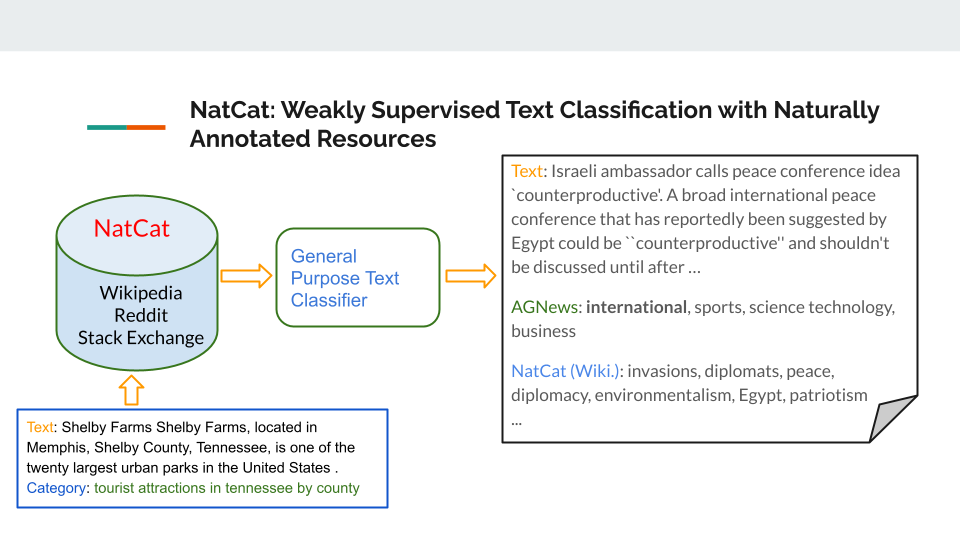 NatCat: Weakly Supervised Text Classification with Naturally
Annotated Resources
NatCat
Wikipedia
Reddit
Stack Exchange
General
Purpose Text
Classifier
Text: Israeli ambassador calls peace conference idea
`counterproductive'. A broad international peace
conference that has reportedly been suggested by
Egypt could be ``counterproductive'' and shouldn't
be discussed until after ...
AGNews: international, sports, science technology,
business
NatCat (Wiki.): invasions, diplomats, peace,
diplomacy, environmentalism, Egypt, patriotism
...
Text: Shelby Farms Shelby Farms, located in
Memphis, Shelby County, Tennessee, is one of the
twenty largest urban parks in the United States .
Category: tourist attractions in tennessee by county